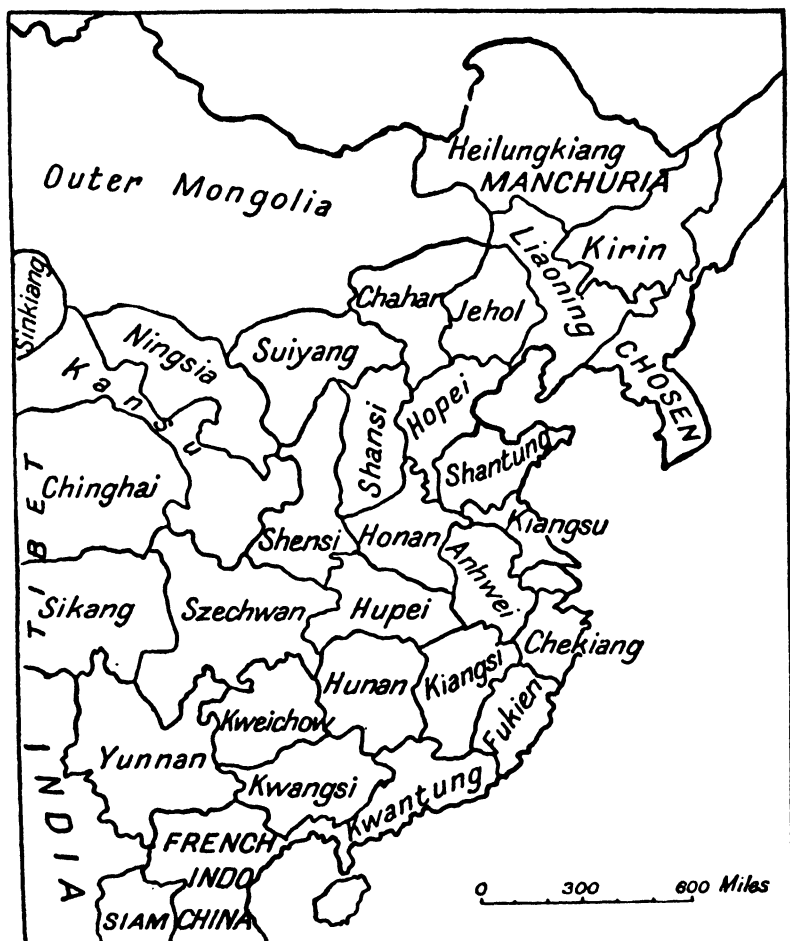 Heilungkiang
MANCHURIA
Outer Mongolia
Liaoning
Kirin
Sinkiang
Chahar
Jehol
Ningsia
Suiyang
Kansu
CHOSEN
Hopei
Shansi
Shantung
Chinghai
TIBET
Shensi
Honan
Kiangsu
Anhwei
Sikang
Szechwan
Hupei
Chekiang
Hunan
Kiangsi
Fukien
Kweichow
Yunnan
Kwangsi
Kwantung
INDIA
FRENCH
INDO
CHINA
SIAM
0 300 600 Miles